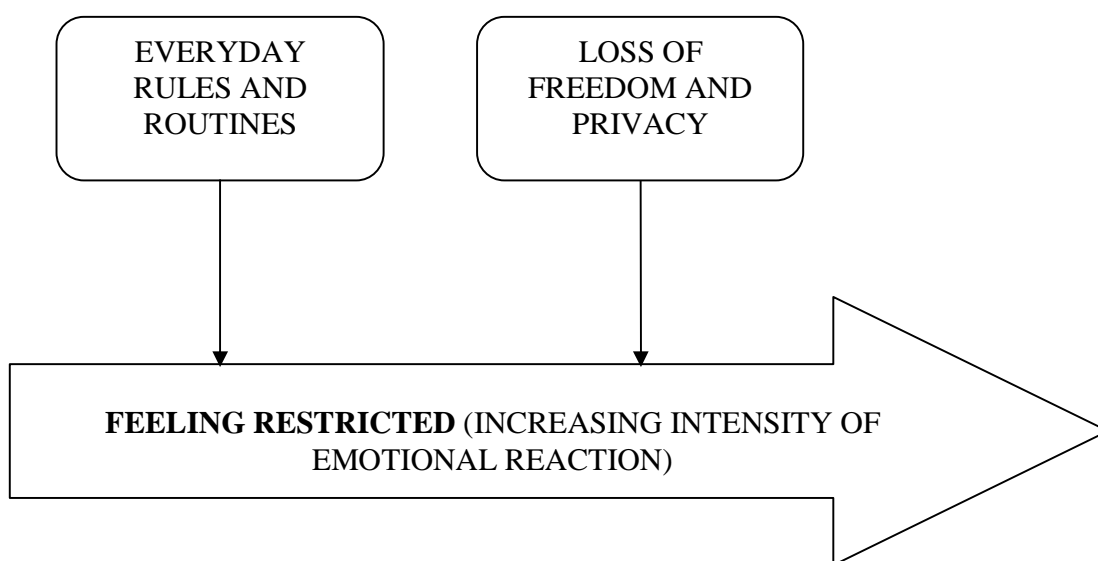 EVERYDAY
RULES AND
ROUTINES
LOSS OF
FREEDOM AND
PRIVACY
FEELING RESTRICTED (INCREASING INTENSITY OF
EMOTIONAL REACTION)